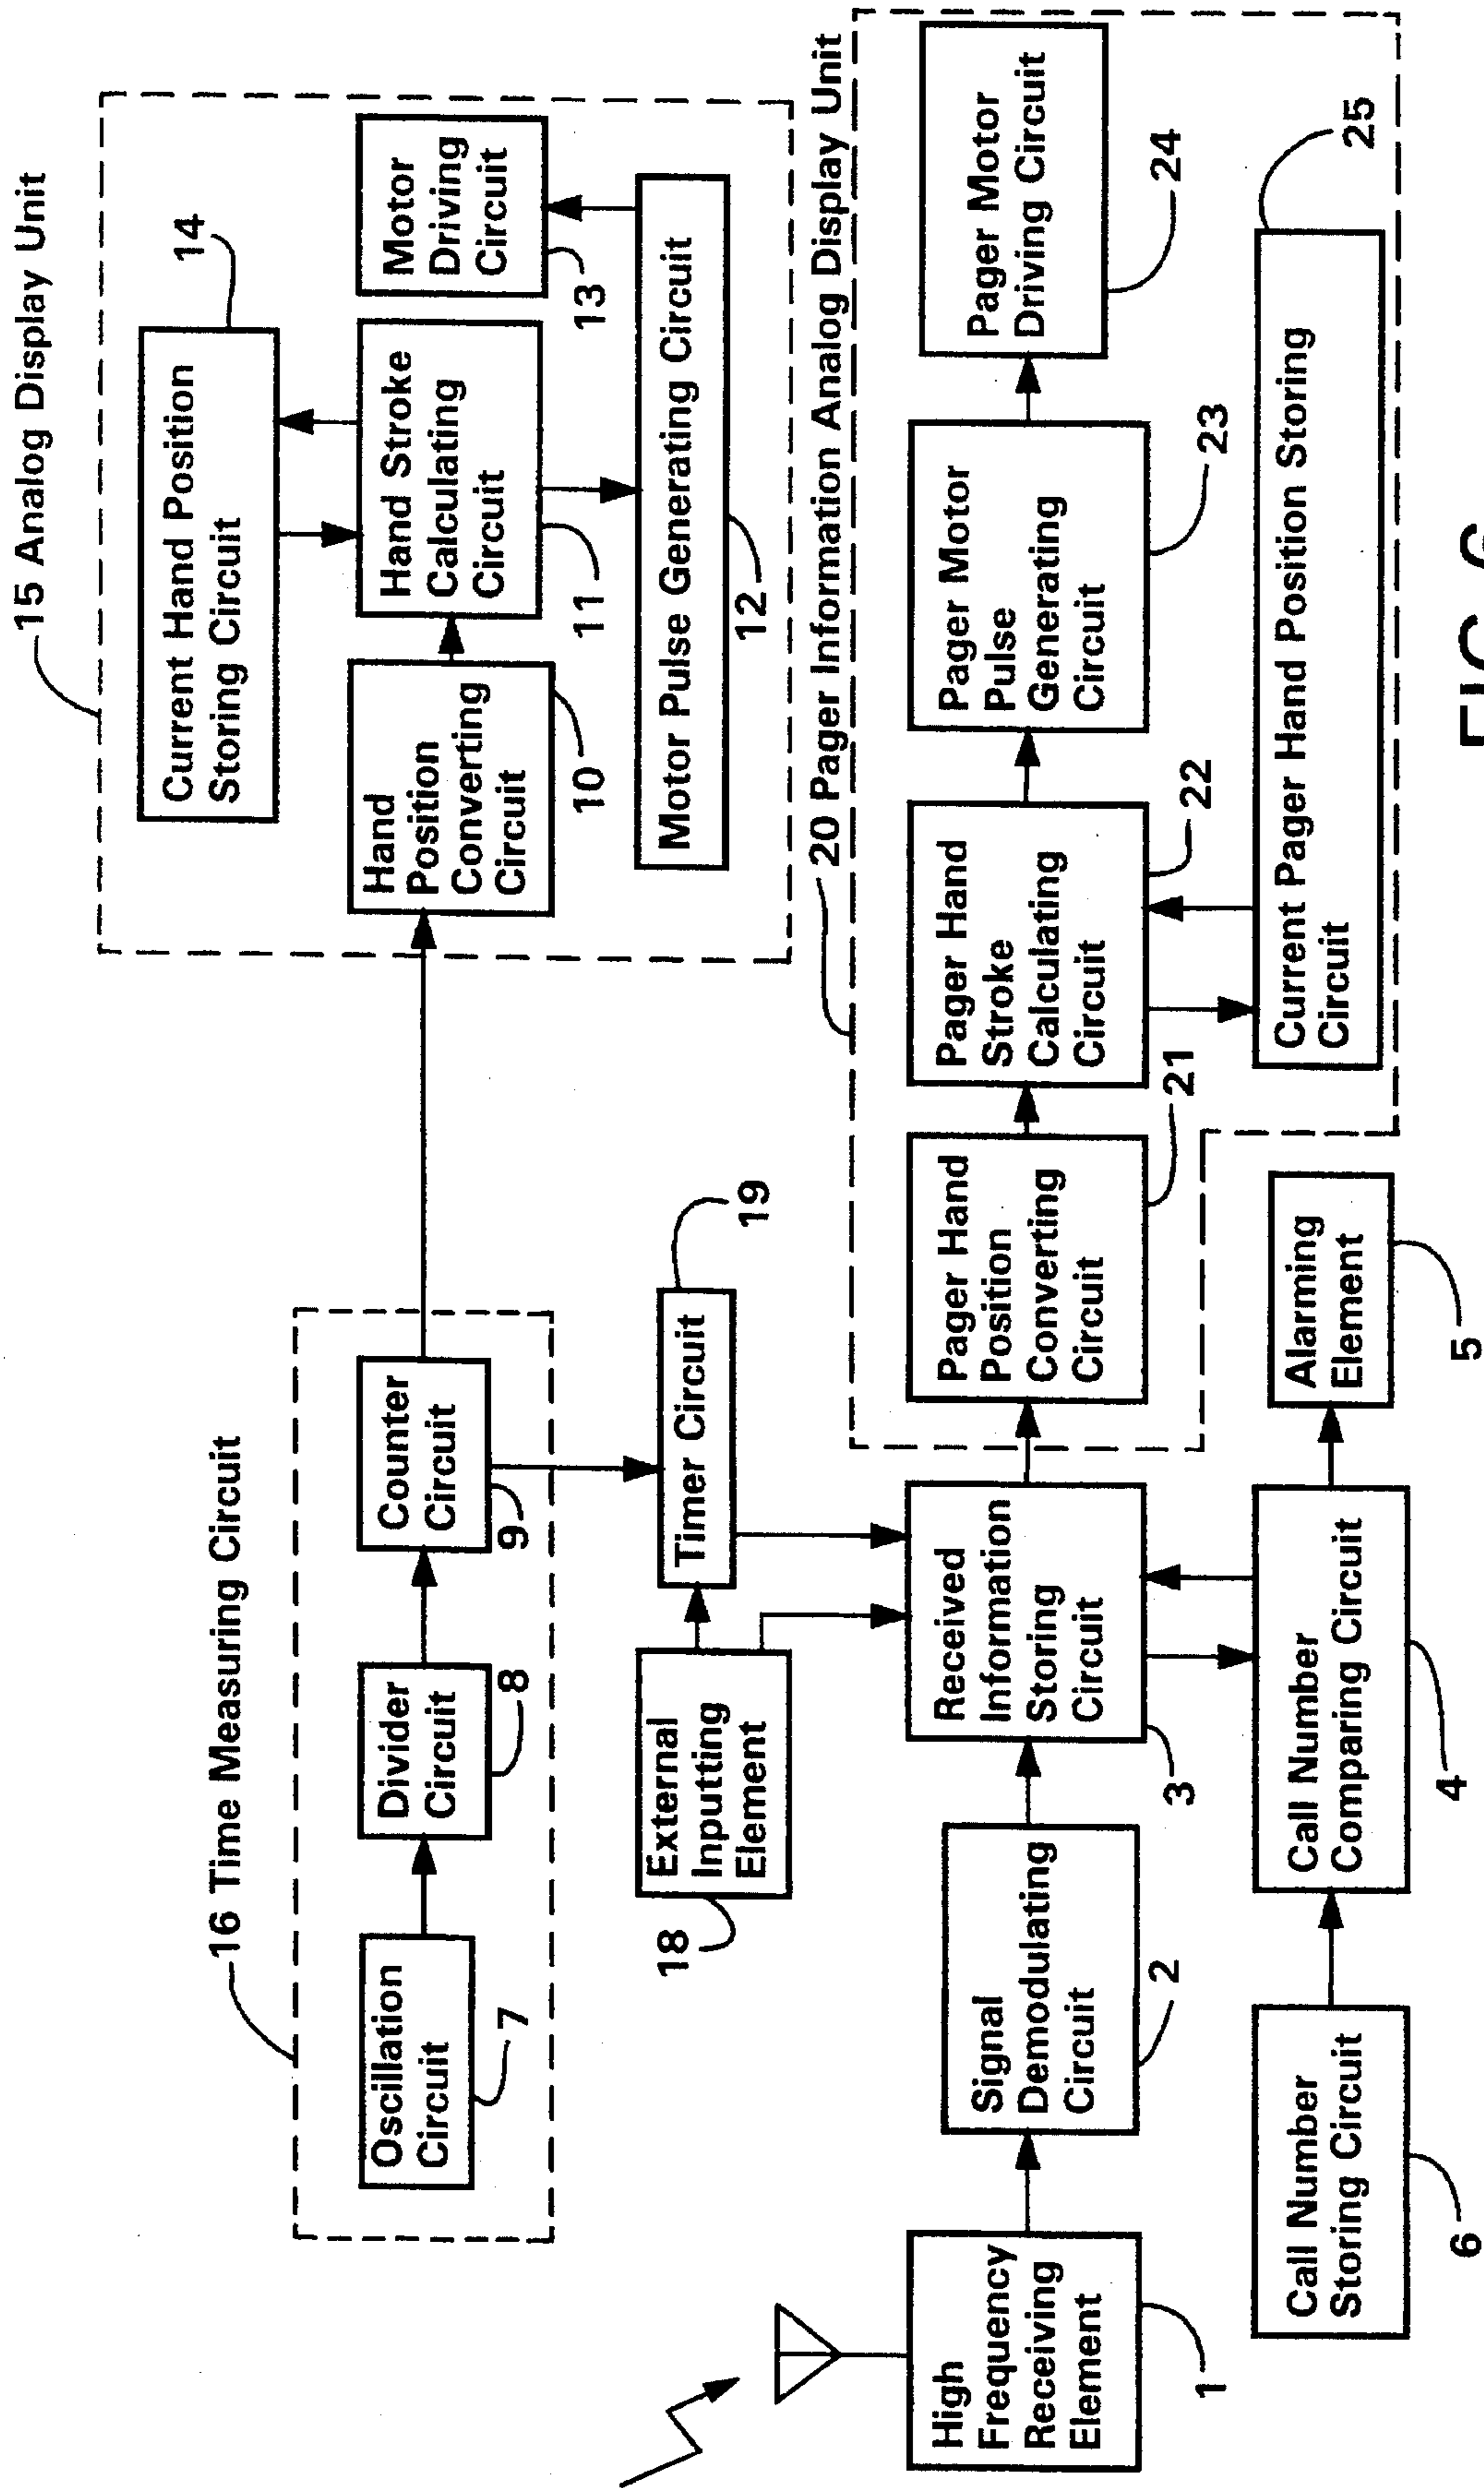 15 Analog Display Unit
14
Current Hand Position
Storing Circuit
Hand
Position
Converting
Circuit
10
Hand Stroke
Calculating
Circuit
11
Motor
Driving
Circuit
13
Motor Pulse Generating Circuit
12
16 Time Measuring Circuit
Oscillation
Circuit
7
Divider
Circuit
8
Counter
Circuit
9
External
Inputting
Element
18
Timer Circuit
19
20 Pager Information Analog Display Unit
High
Frequency
Receiving
Element
1
Signal
Demodulating
Circuit
2
Received
Information
Storing
Circuit
3
Pager Hand
Position
Converting
Circuit
21
Pager Hand
Stroke
Calculating
Circuit
22
Pager Motor
Pulse
Generating
Circuit
23
Pager Motor
Driving Circuit
24
Call Number
Storing Circuit
6
Call Number
Comparing Circuit
4
Alarming
Element
5
Current Pager Hand Position Storing
Circuit
25